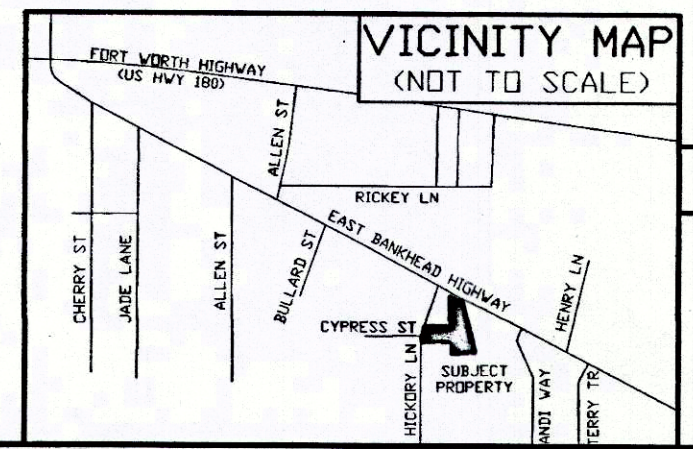 VICINITY MAP
(NOT TO SCALE)
FORT WORTH HIGHWAY
(US HWY 180)
ALLEN ST
RICKEY LN
EAST BANKHEAD HIGHWAY
CHERRY ST
JADE LANE
ALLEN ST
BULLARD ST
HENRY LN
CYPRESS ST
HICKORY LN
SUBJECT
PROPERTY
ANDI WAY
TERRY TR